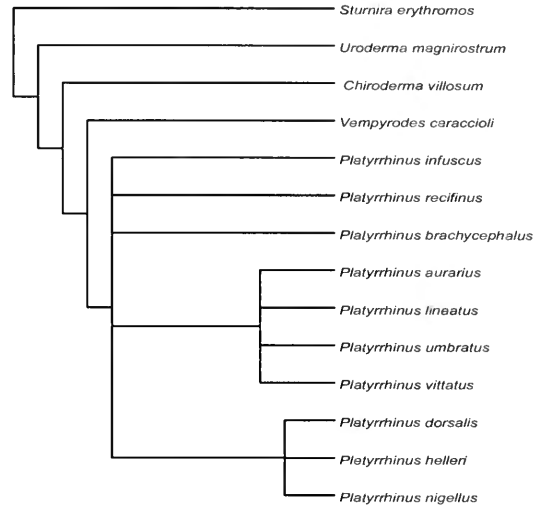 Sturnira erythromos
Uroderma magnirostrum
Chiroderma villosum
Vampyrodes caraccioli
Platyrrhinus infuscus
Platyrrhinus recifinus
Platyrrhinus brachycephalus
Platyrrhinus aurarius
Platyrrhinus lineatus
Platyrrhinus umbratus
Platyrrhinus vittatus
Platyrrhinus dorsalis
Platyrrhinus helleri
Platyrrhinus nigellus